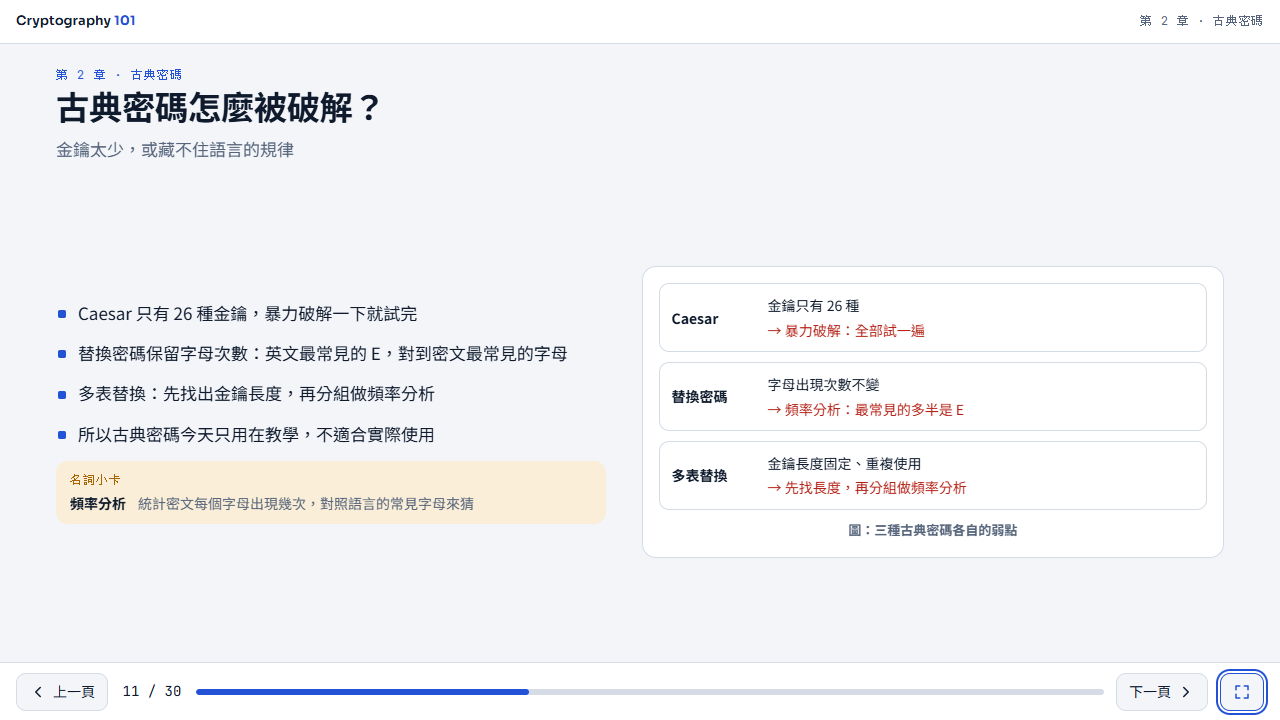 Cryptography 101
第 2 章 · 古典密碼
第 2 章 · 古典密碼
古典密碼怎麼被破解？
金鑰太少，或藏不住語言的規律
Caesar 只有 26 種金鑰，暴力破解一下就試完
替換密碼保留字母次數：英文最常見的 E，對到密文最常見的字母
多表替換：先找出金鑰長度，再分組做頻率分析
所以古典密碼今天只用在教學，不適合實際使用
名詞小卡
頻率分析 統計密文每個字母出現幾次，對照語言的常見字母來猜
Caesar
金鑰只有 26 種
→ 暴力破解：全部試一遍
替換密碼
字母出現次數不變
→ 頻率分析：最常見的多半是 E
多表替換
金鑰長度固定、重複使用
→ 先找長度，再分組做頻率分析
圖：三種古典密碼各自的弱點
上一頁
11 / 30
下一頁